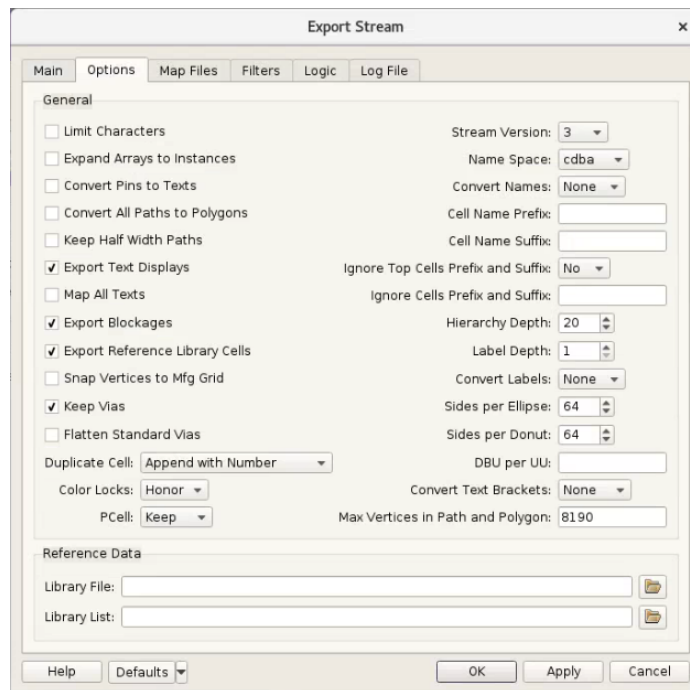 Export Stream
×
Main Options Map Files Filters Logic Log File
General
Limit Characters Stream Version: 3
Expand Arrays to Instances Name Space: cdba
Convert Pins to Texts Convert Names: None
Convert All Paths to Polygons Cell Name Prefix:
Keep Half Width Paths Cell Name Suffix:
Export Text Displays Ignore Top Cells Prefix and Suffix: No
Map All Texts Ignore Cells Prefix and Suffix:
Export Blockages Hierarchy Depth: 20
Export Reference Library Cells Label Depth: 1
Snap Vertices to Mfg Grid Convert Labels: None
Keep Vias Sides per Ellipse: 64
Flatten Standard Vias Sides per Donut: 64
Duplicate Cell: Append with Number DBU per UU:
Color Locks: Honor Convert Text Brackets: None
PCell: Keep Max Vertices in Path and Polygon: 8190
Reference Data
Library File:
Library List:
Help Defaults OK Apply Cancel